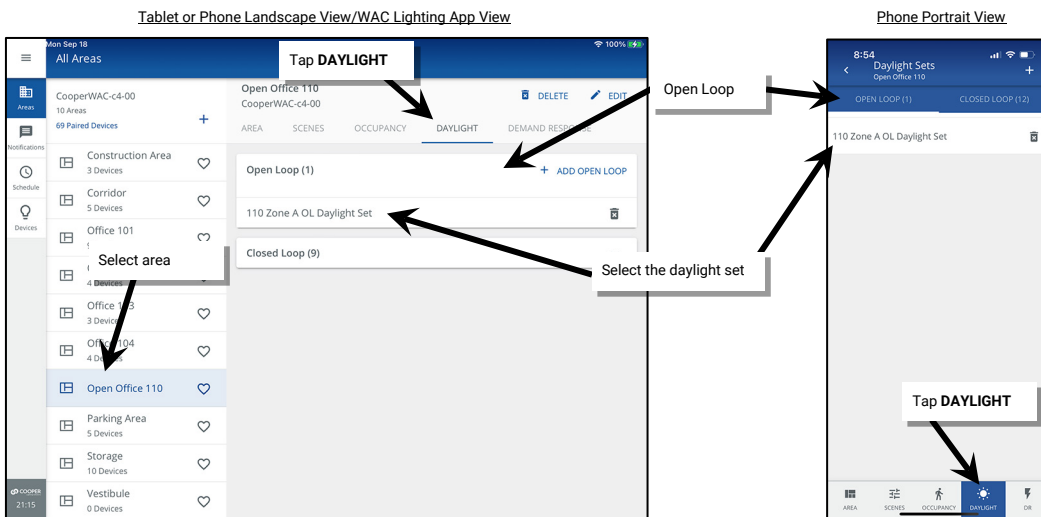 Tablet or Phone Landscape View/WAC Lighting App View
Phone Portrait View
Mon Sep 18
100%
All Areas
Tap DAYLIGHT
Areas
Notifications
Schedule
Devices
COOPER
21:15
CooperWAC-c4-00
10 Areas
69 Paired Devices
+
Construction Area
3 Devices
Corridor
5 Devices
Office 101
Select area
4 Devices
Office 103
3 Devices
Office 104
4 Devices
Open Office 110
Parking Area
5 Devices
Storage
10 Devices
Vestibule
0 Devices
Open Office 110
CooperWAC-c4-00
DELETE
EDIT
AREA SCENES OCCUPANCY DAYLIGHT DEMAND RESPONSE
Open Loop (1)
+ ADD OPEN LOOP
110 Zone A OL Daylight Set
Closed Loop (9)
Open Loop
Select the daylight set
8:54
Daylight Sets
Open Office 110
+
OPEN LOOP (1) CLOSED LOOP (12)
110 Zone A OL Daylight Set
Tap DAYLIGHT
AREA SCENES OCCUPANCY DAYLIGHT DR